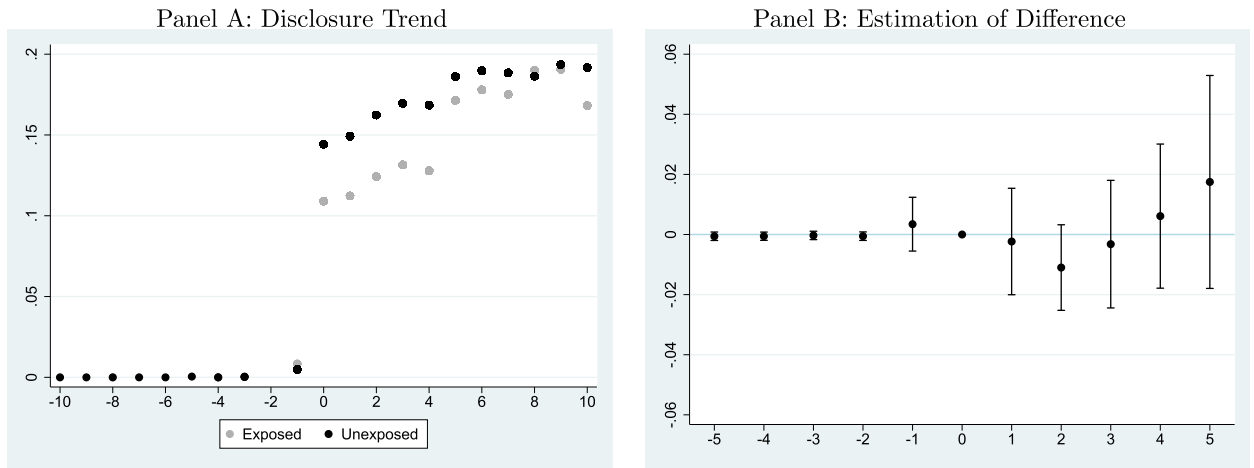 Panel A: Disclosure Trend
.2
.15
.1
.05
0
-10 -8 -6 -4 -2 0 2 4 6 8 10
Exposed Unexposed
Panel B: Estimation of Difference
.06
.04
.02
0
-.02
-.04
-.06
-5 -4 -3 -2 -1 0 1 2 3 4 5